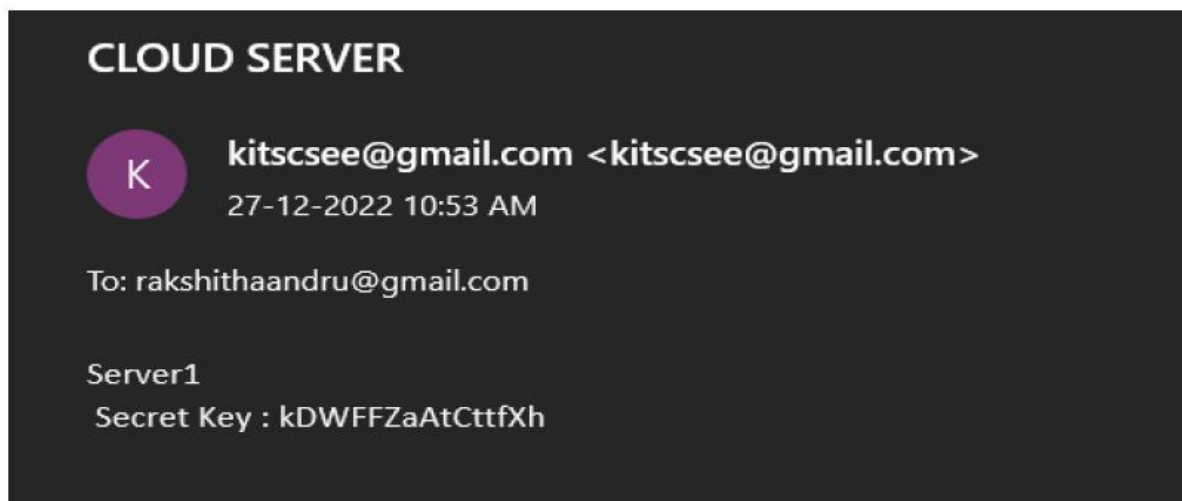 CLOUD SERVER
K
kitscsee@gmail.com <kitscsee@gmail.com>
27-12-2022 10:53 AM
To: rakshithaandru@gmail.com
Server1
Secret Key : kDWFFZaAtCttfXh